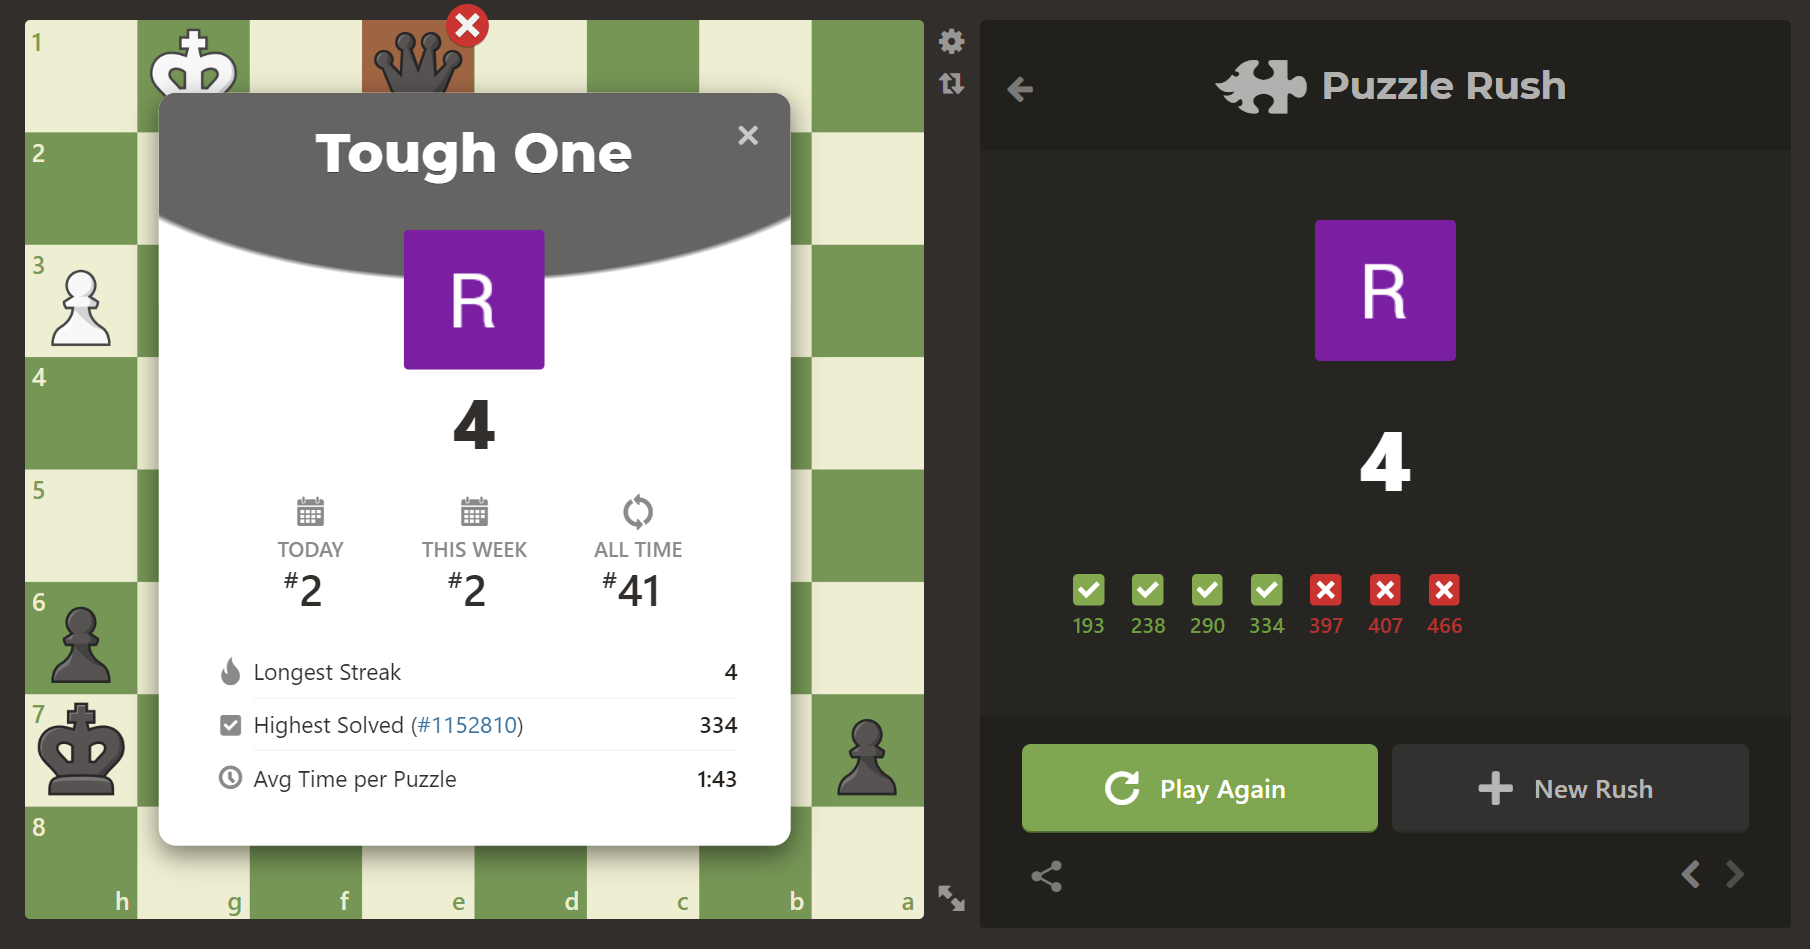 1
2
3
4
5
6
7
8
h g f e d c b a
Tough One
R
4
TODAY THIS WEEK ALL TIME
#2 #2 #41
Longest Streak 4
Highest Solved (#1152810) 334
Avg Time per Puzzle 1:43
Puzzle Rush
R
4
193 238 290 334 397 407 466
Play Again
New Rush